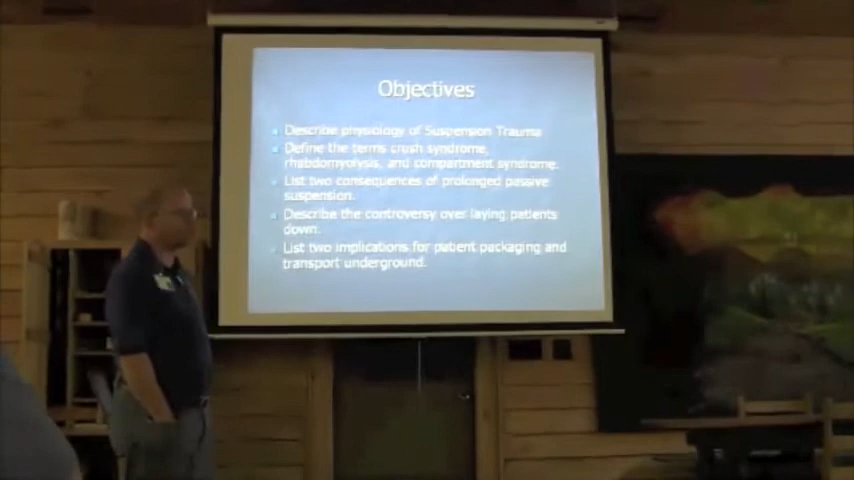 Objectives
Describe physiology of Suspension Trauma
Define the terms crush syndrome,
rhabdomyolysis, and compartment syndrome.
List two consequences of prolonged passive
suspension.
Describe the controversy over laying patients
down.
List two implications for patient packaging and
transport underground.